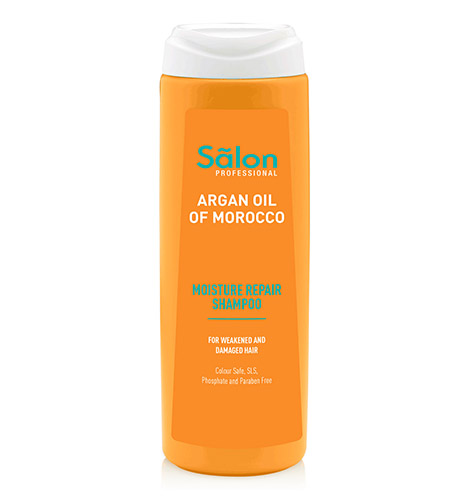 Sãlon
PROFESSIONAL
ARGAN OIL
OF MOROCCO
MOISTURE REPAIR
SHAMPOO
FOR WEAKENED AND
DAMAGED HAIR
Colour Safe, SLS,
Phosphate and Paraben Free